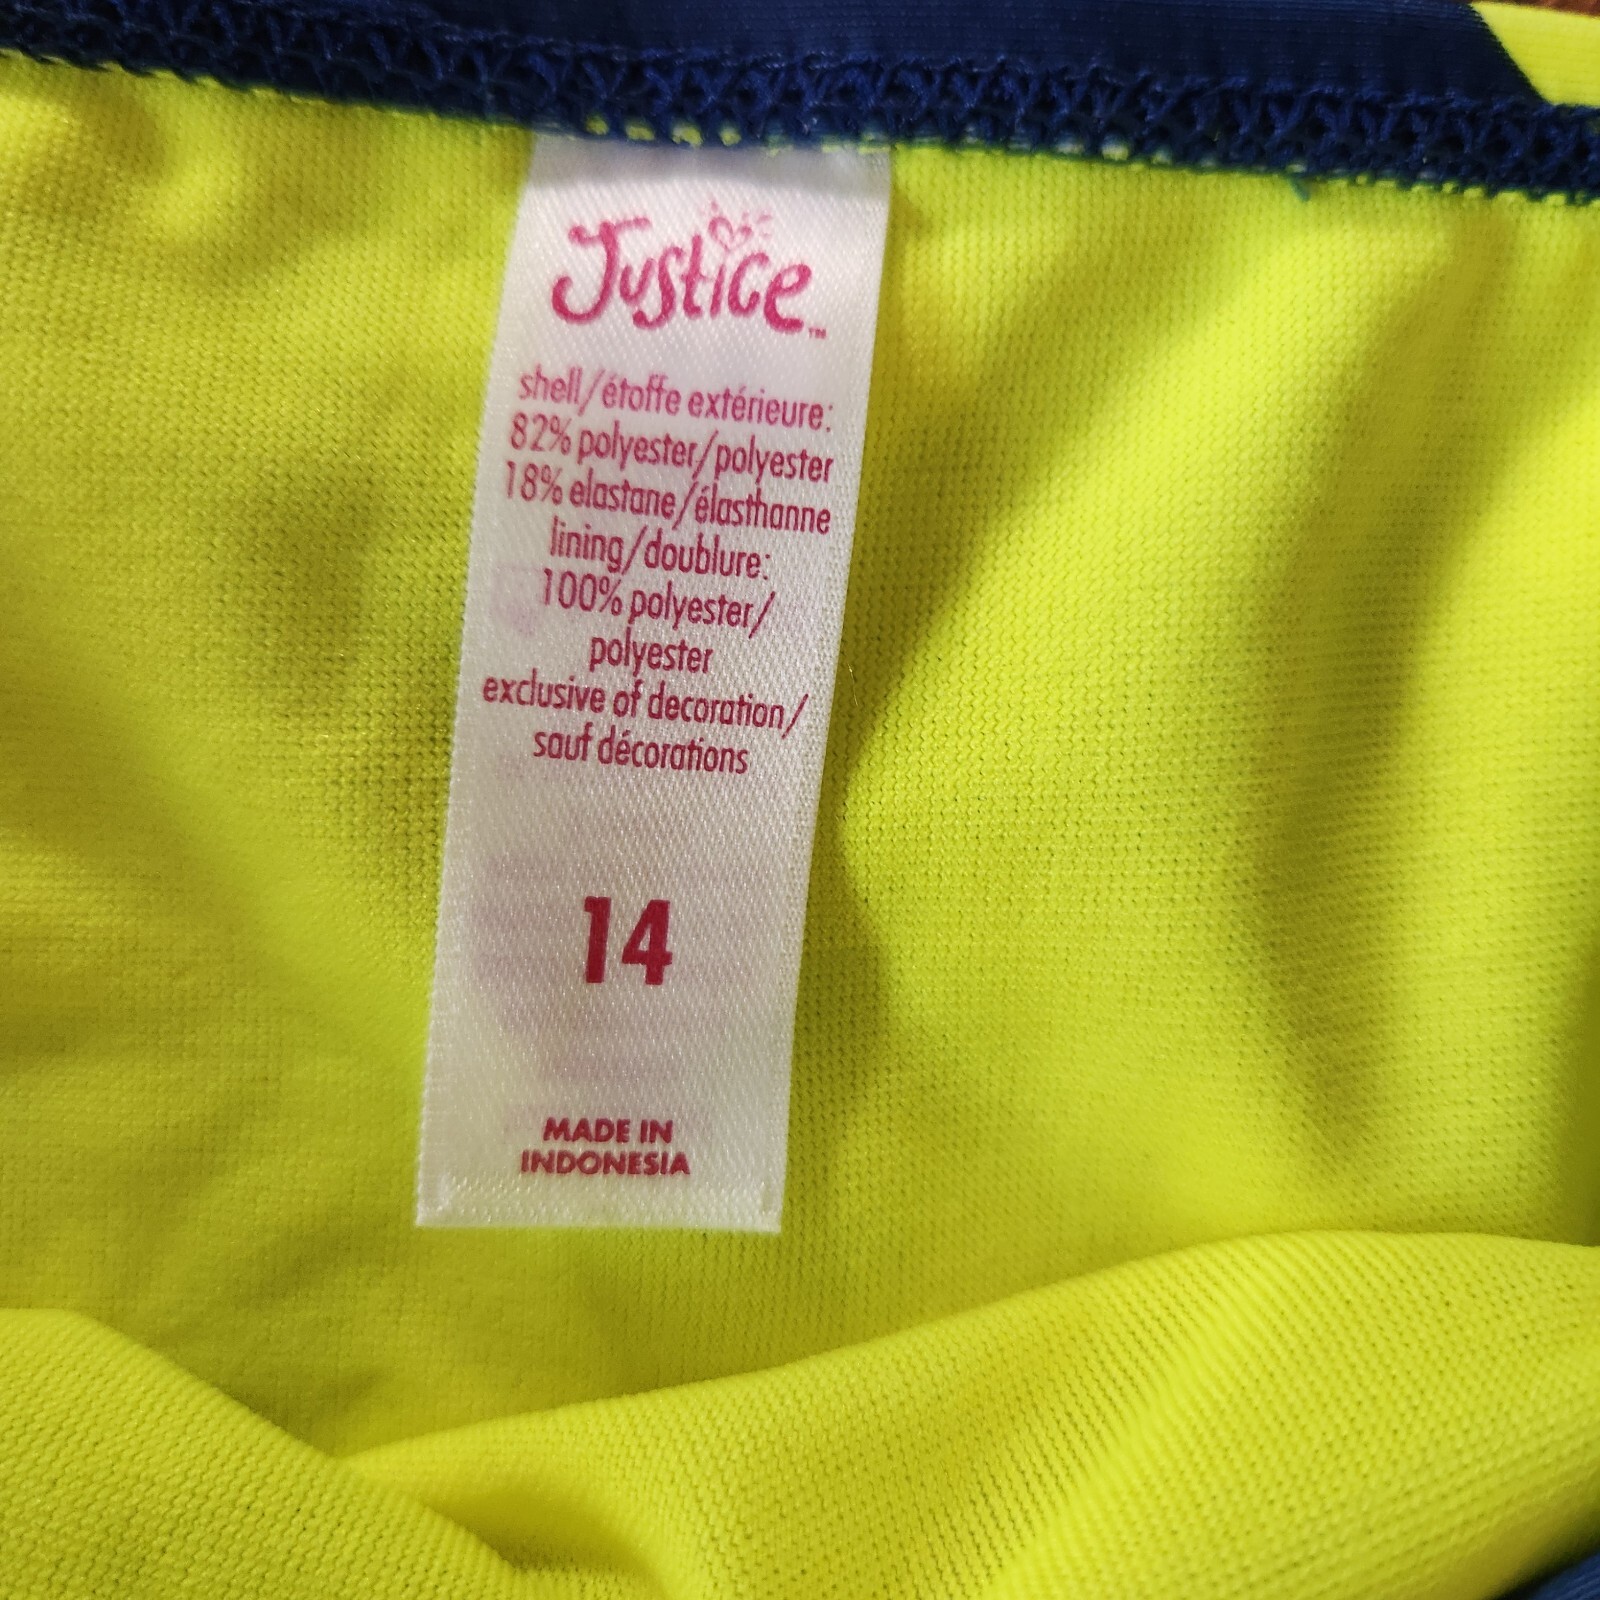 Justice™
shell/étoffe extérieure:
82% polyester/polyester
18% elastane/élasthanne
lining/doublure:
100% polyester/
polyester
exclusive of decoration/
sauf décorations
14
MADE IN
INDONESIA